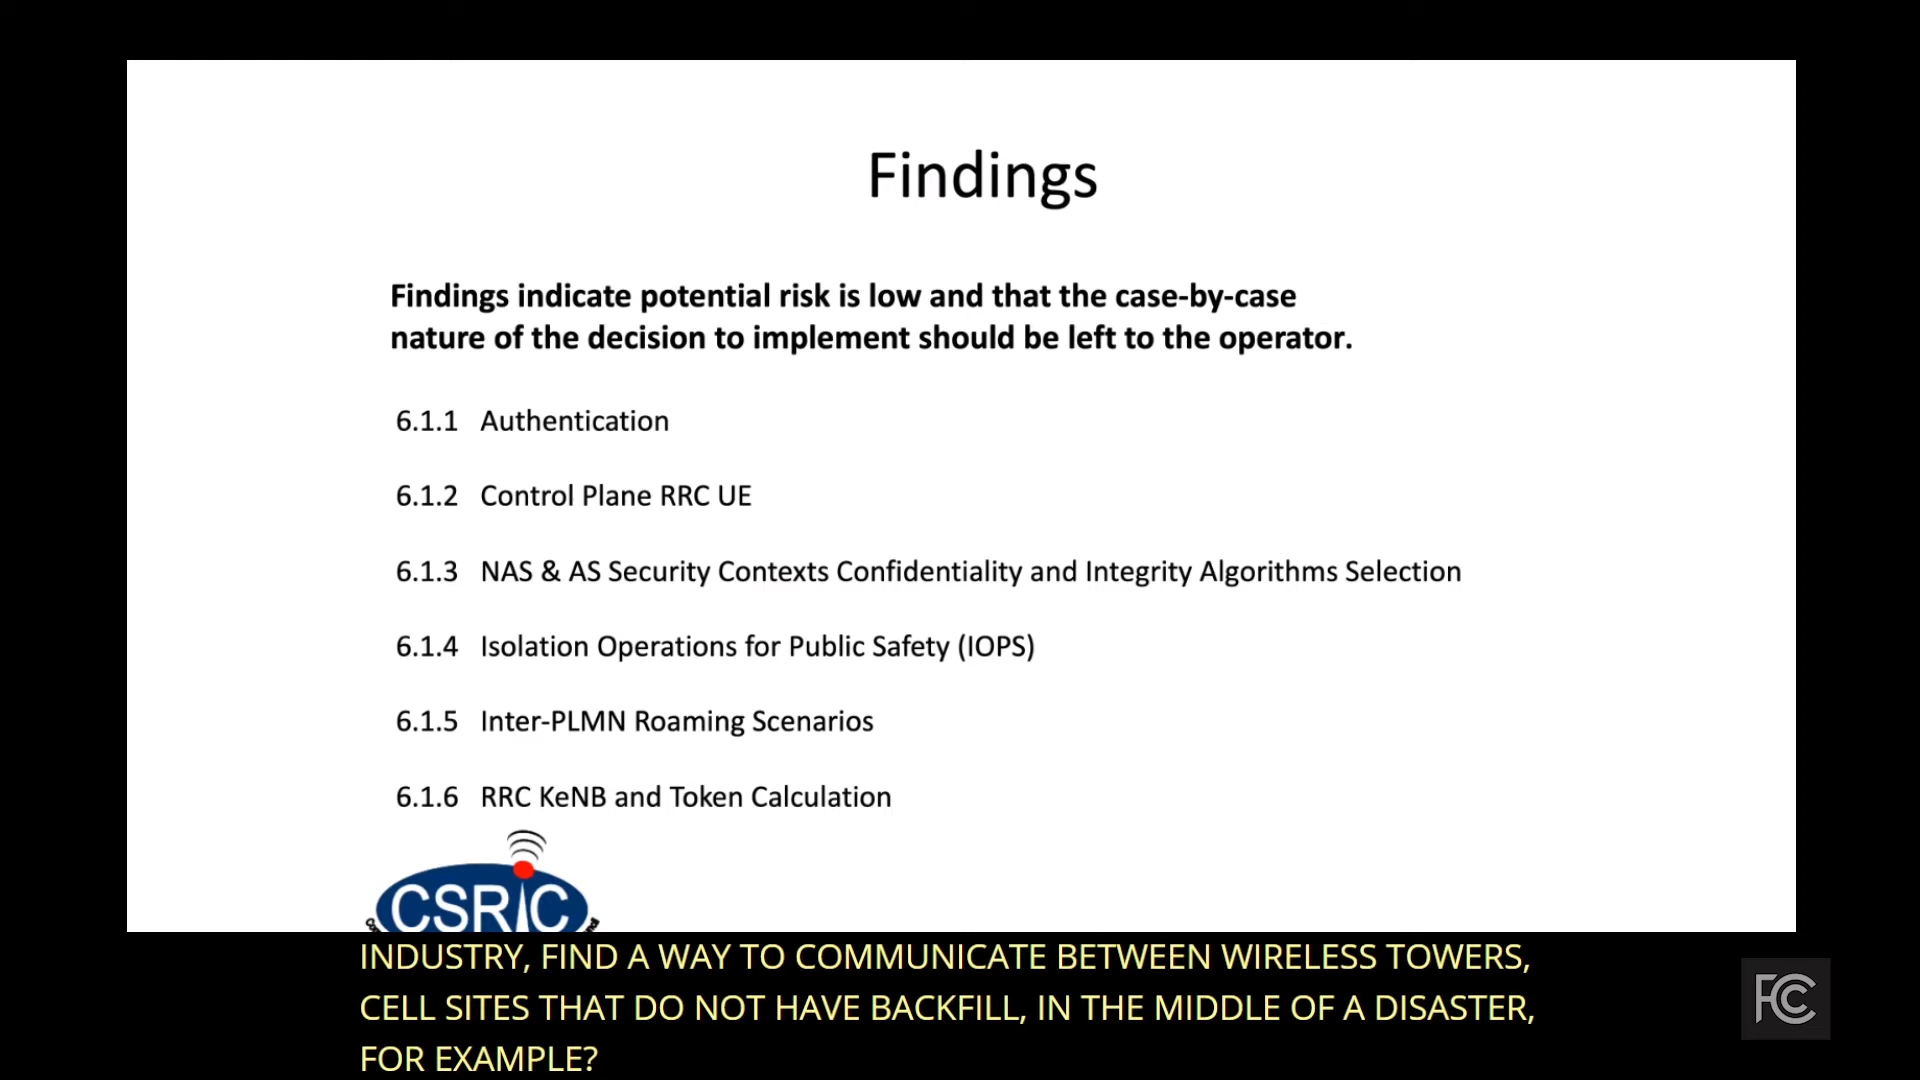 Findings
Findings indicate potential risk is low and that the case-by-case
nature of the decision to implement should be left to the operator.
6.1.1 Authentication
6.1.2 Control Plane RRC UE
6.1.3 NAS & AS Security Contexts Confidentiality and Integrity Algorithms Selection
6.1.4 Isolation Operations for Public Safety (IOPS)
6.1.5 Inter-PLMN Roaming Scenarios
6.1.6 RRC KeNB and Token Calculation
CSRIC
INDUSTRY, FIND A WAY TO COMMUNICATE BETWEEN WIRELESS TOWERS,
CELL SITES THAT DO NOT HAVE BACKFILL, IN THE MIDDLE OF A DISASTER,
FOR EXAMPLE?
FCC